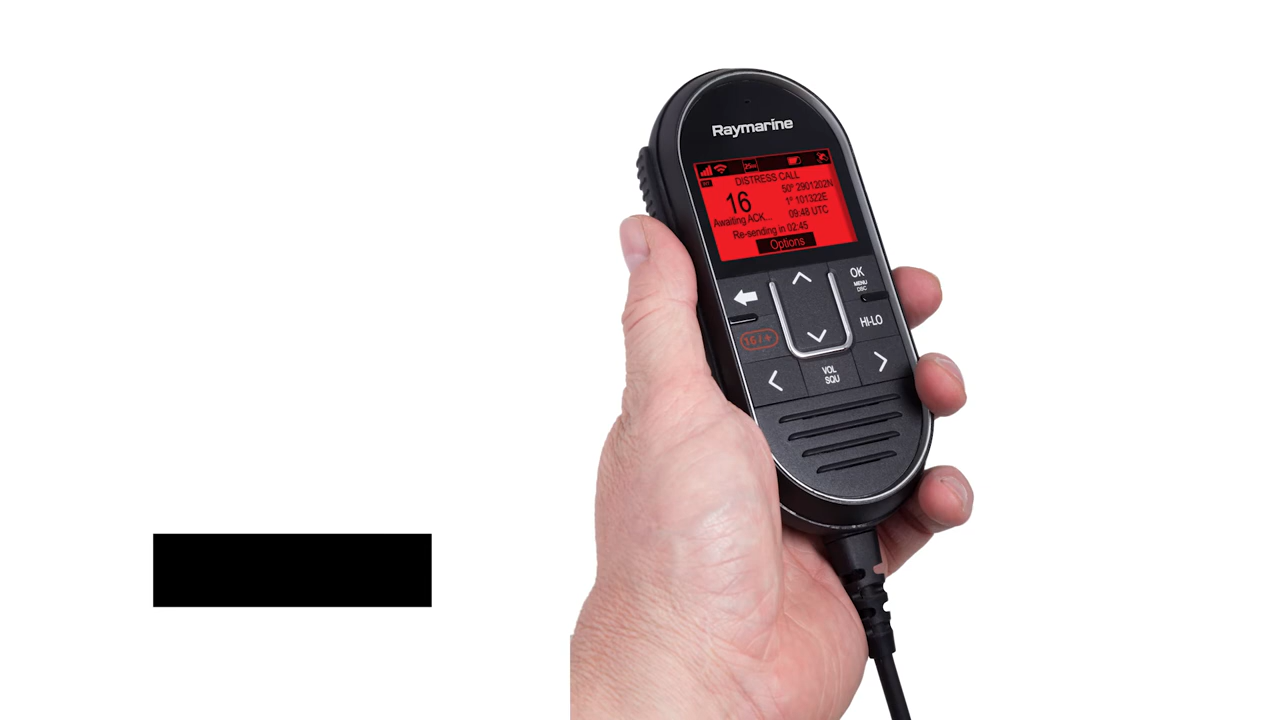 Raymarine
25W
DISTRESS CALL
16
50° 2901202N
1° 101322E
Awaiting ACK...
09:48 UTC
Re-sending in 02:45
Options
OK
MENU
DSC
16 / +
HI-LO
VOL
SQU